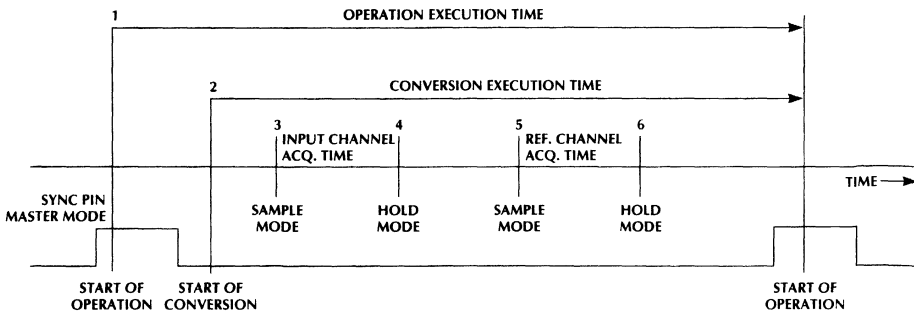 1
OPERATION EXECUTION TIME
2
CONVERSION EXECUTION TIME
3
INPUT CHANNEL
ACQ. TIME
4
5
REF. CHANNEL
ACQ. TIME
6
TIME
SYNC PIN
MASTER MODE
SAMPLE
MODE
HOLD
MODE
SAMPLE
MODE
HOLD
MODE
START OF
OPERATION
START OF
CONVERSION
START OF
OPERATION